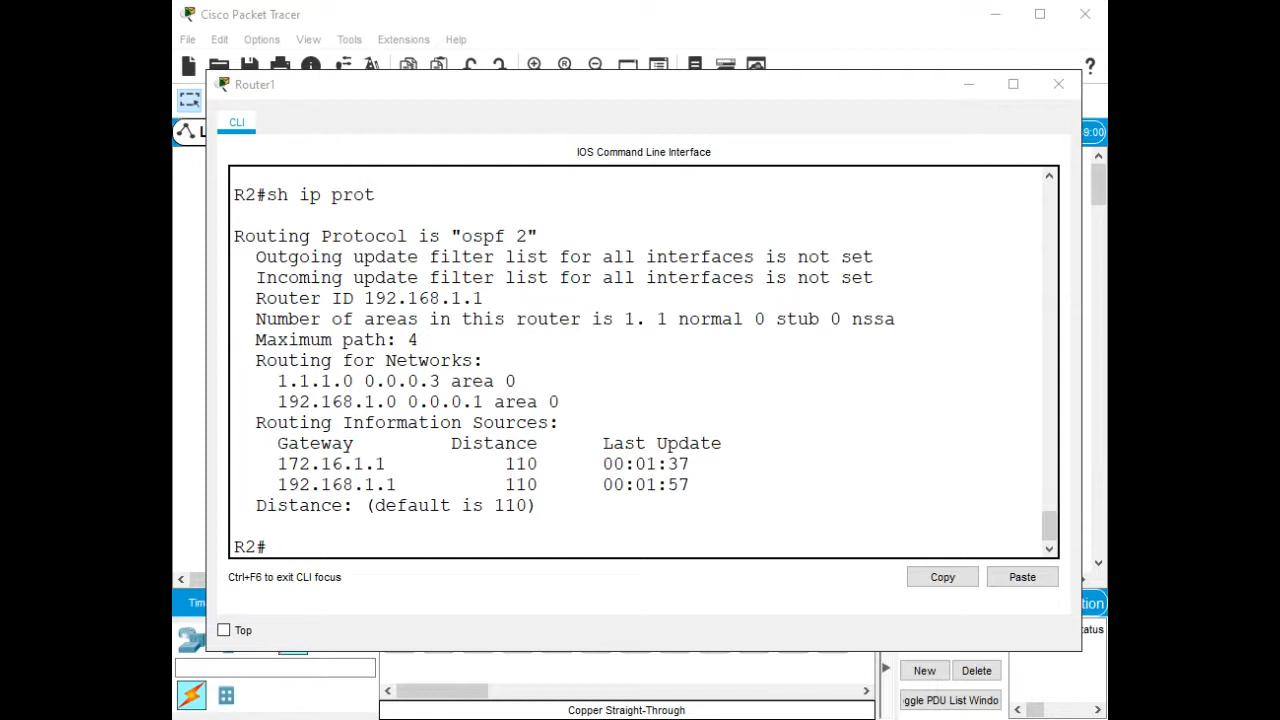 Cisco Packet Tracer
File Edit Options View Tools Extensions Help
Router1
CLI
IOS Command Line Interface
R2#sh ip prot
Routing Protocol is "ospf 2"
Outgoing update filter list for all interfaces is not set
Incoming update filter list for all interfaces is not set
Router ID 192.168.1.1
Number of areas in this router is 1. 1 normal 0 stub 0 nssa
Maximum path: 4
Routing for Networks:
1.1.1.0 0.0.0.3 area 0
192.168.1.0 0.0.0.1 area 0
Routing Information Sources:
Gateway Distance Last Update
172.16.1.1 110 00:01:37
192.168.1.1 110 00:01:57
Distance: (default is 110)
R2#
Ctrl+F6 to exit CLI focus
Copy Paste
Top
L
9:00
Tim
tion
tatus
New Delete
ggle PDU List Windo
Copper Straight-Through